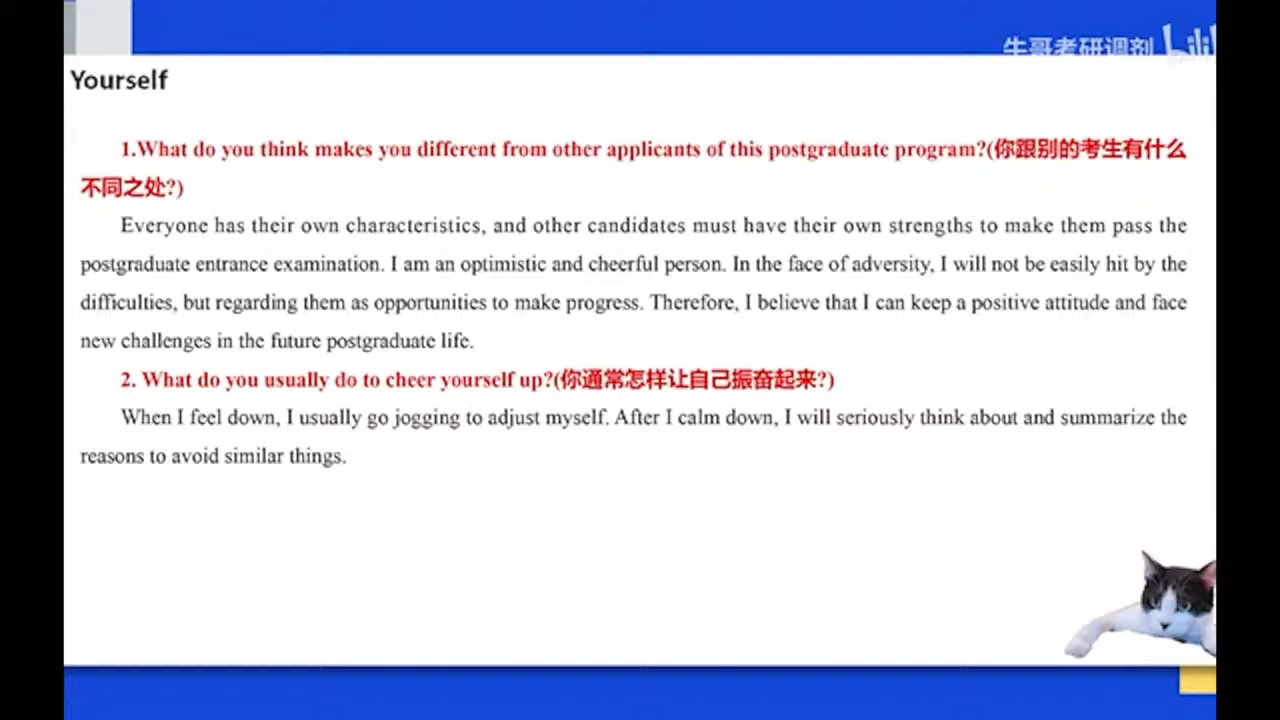 牛哥考研调剂 bili
Yourself
1.What do you think makes you different from other applicants of this postgraduate program?(你跟别的考生有什么
不同之处?)
Everyone has their own characteristics, and other candidates must have their own strengths to make them pass the
postgraduate entrance examination. I am an optimistic and cheerful person. In the face of adversity, I will not be easily hit by the
difficulties, but regarding them as opportunities to make progress. Therefore, I believe that I can keep a positive attitude and face
new challenges in the future postgraduate life.
2. What do you usually do to cheer yourself up?(你通常怎样让自己振奋起来?)
When I feel down, I usually go jogging to adjust myself. After I calm down, I will seriously think about and summarize the
reasons to avoid similar things.